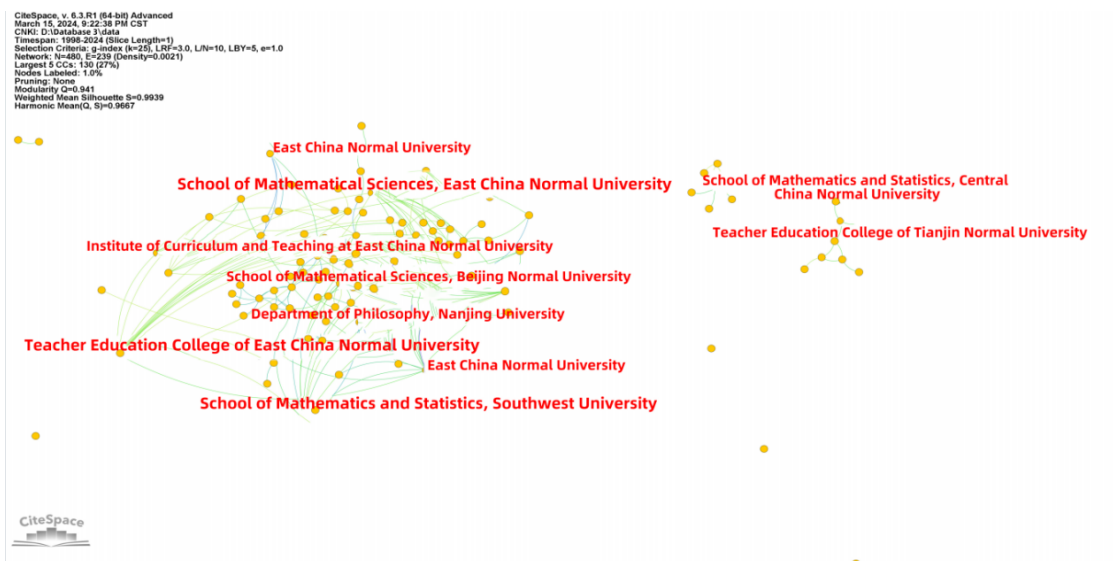 CiteSpace, v. 6.3.R1 (64-bit) Advanced
March 15, 2024, 9:22:38 PM CST
CNKI: D:\Database 3\data
Timespan: 1998-2024 (Slice Length=1)
Selection Criteria: g-index (k=25), LRF=3.0, L/N=10, LBY=5, e=1.0
Network: N=480, E=239 (Density=0.0021)
Largest 5 CCs: 130 (27%)
Nodes Labeled: 1.0%
Pruning: None
Modularity Q=0.941
Weighted Mean Silhouette S=0.9939
Harmonic Mean(Q, S)=0.9667
East China Normal University
School of Mathematical Sciences, East China Normal University
School of Mathematics and Statistics, Central
China Normal University
Teacher Education College of Tianjin Normal University
Institute of Curriculum and Teaching at East China Normal University
School of Mathematical Sciences, Beijing Normal University
Department of Philosophy, Nanjing University
Teacher Education College of East China Normal University
East China Normal University
School of Mathematics and Statistics, Southwest University
CiteSpace